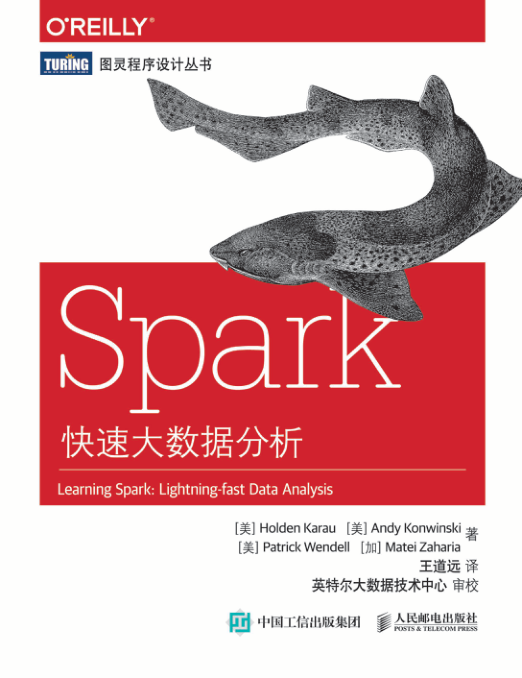 O'REILLY®
TURING 图灵程序设计丛书
Spark
快速大数据分析
Learning Spark: Lightning-fast Data Analysis
[美] Holden Karau [美] Andy Konwinski 著
[美] Patrick Wendell [加] Matei Zaharia
王道远 译
英特尔大数据技术中心 审校
中国工信出版集团 人民邮电出版社
POSTS & TELECOM PRESS